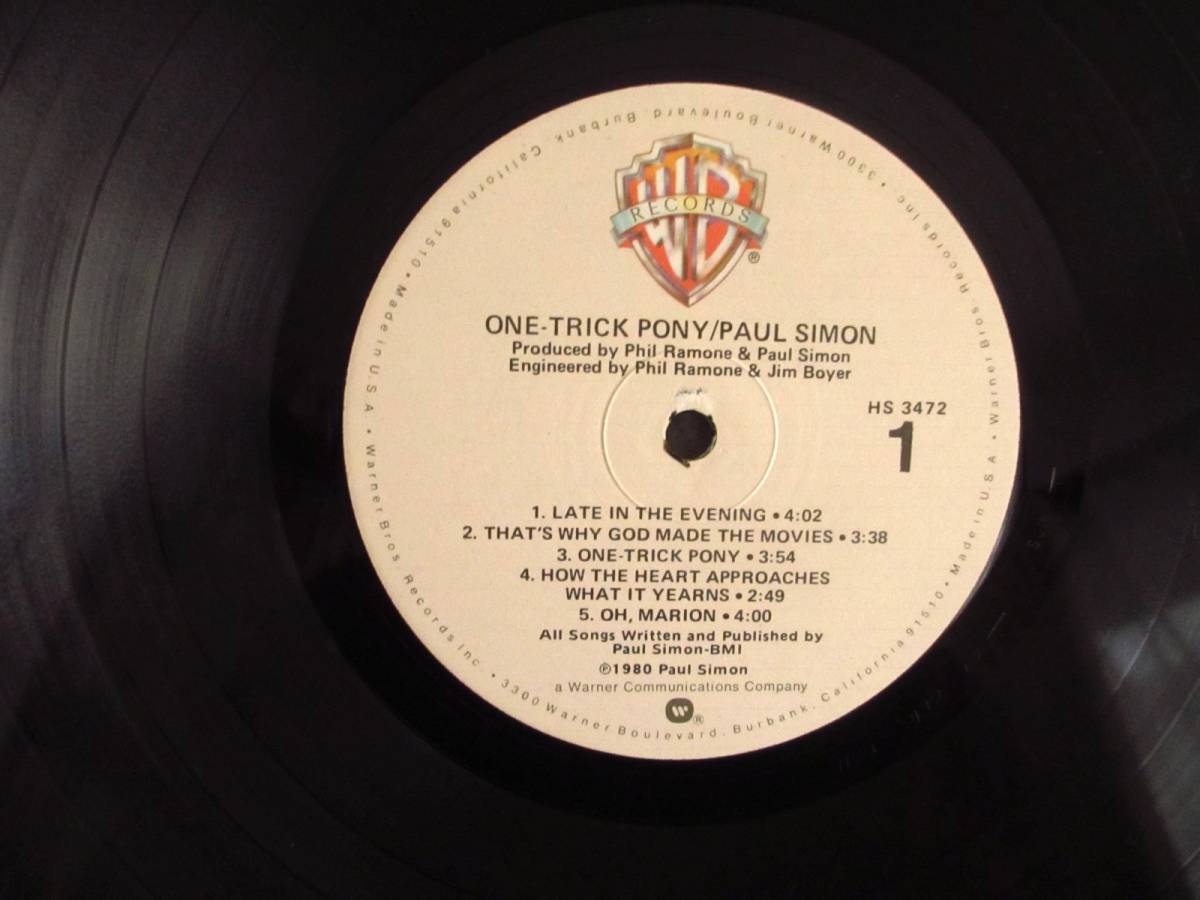 WB
RECORDS
®
ONE-TRICK PONY/PAUL SIMON
Produced by Phil Ramone & Paul Simon
Engineered by Phil Ramone & Jim Boyer
HS 3472
1
1. LATE IN THE EVENING • 4:02
2. THAT'S WHY GOD MADE THE MOVIES • 3:38
3. ONE-TRICK PONY • 3:54
4. HOW THE HEART APPROACHES
WHAT IT YEARNS • 2:49
5. OH, MARION • 4:00
All Songs Written and Published by
Paul Simon-BMI
℗1980 Paul Simon
a Warner Communications Company
W®
Warner Bros. Records Inc. • 3300 Warner Boulevard, Burbank, California 91510 • Made in U.S.A. • Warner Bros. Records Inc. • 3300 Warner Boulevard, Burbank, California 91510 • Made in U.S.A. •